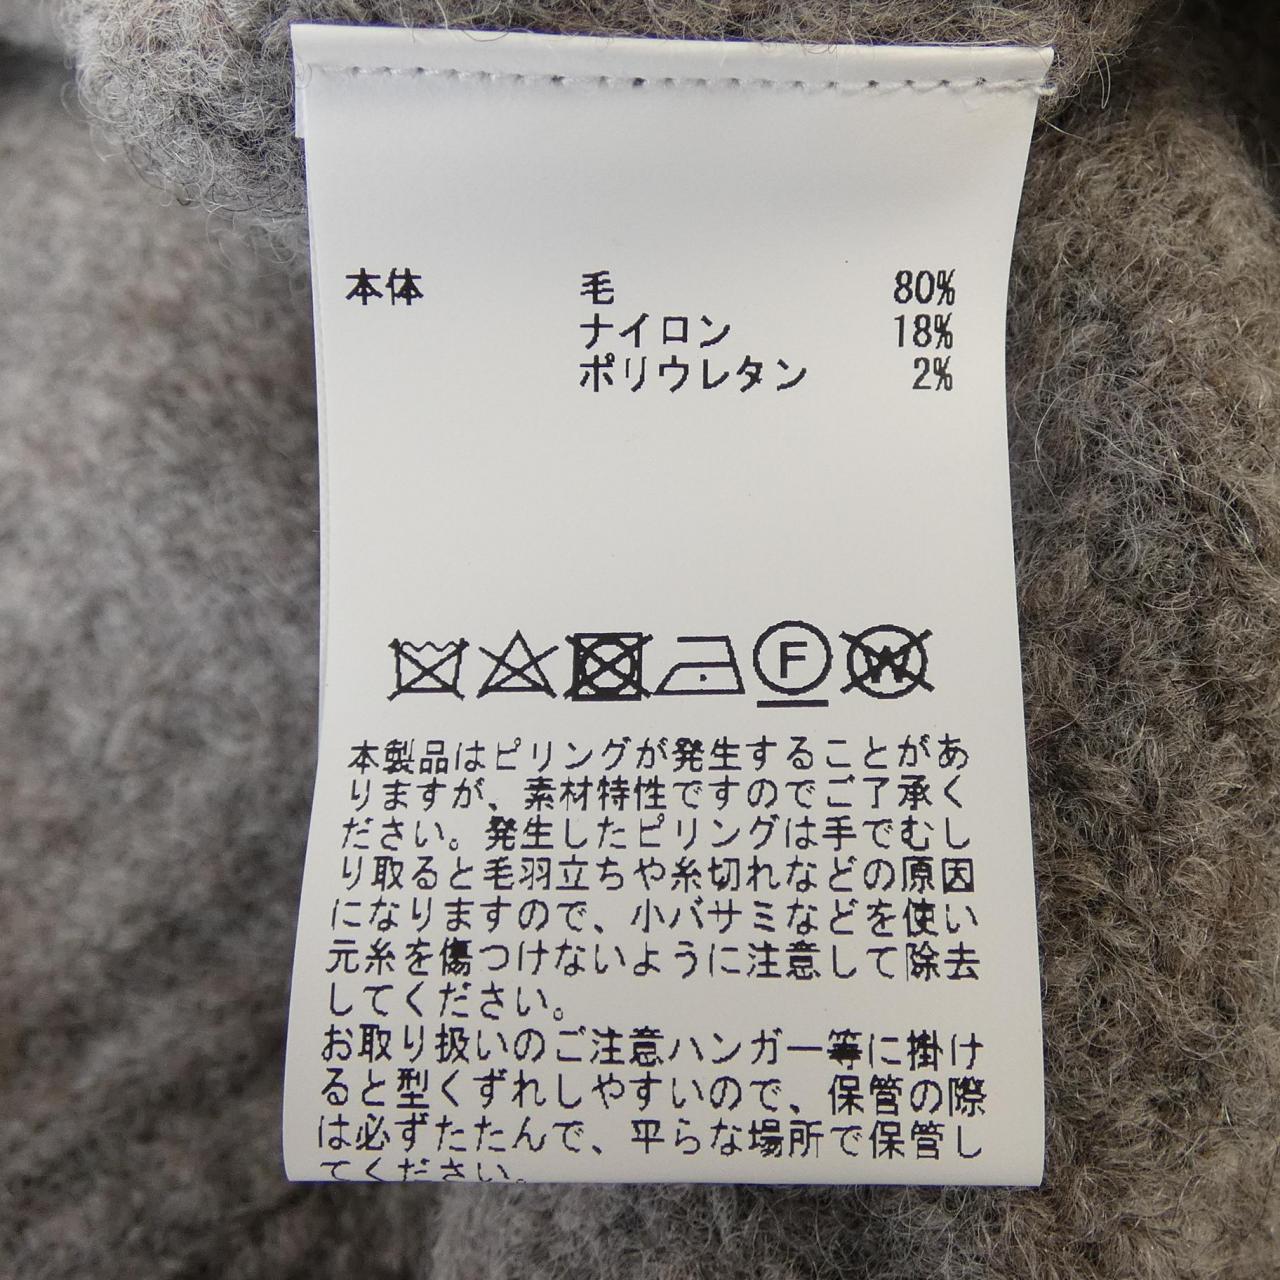 本体 毛 80%
ナイロン 18%
ポリウレタン 2%
F
W
本製品はピリングが発生することがあ
りますが、素材特性ですのでご了承く
ださい。発生したピリングは手でむし
り取ると毛羽立ちや糸切れなどの原因
になりますので、小バサミなどを使い
元糸を傷つけないように注意して除去
してください。
お取り扱いのご注意ハンガー等に掛け
ると型くずれしやすいので、保管の際
は必ずたたんで、平らな場所で保管し
てください。